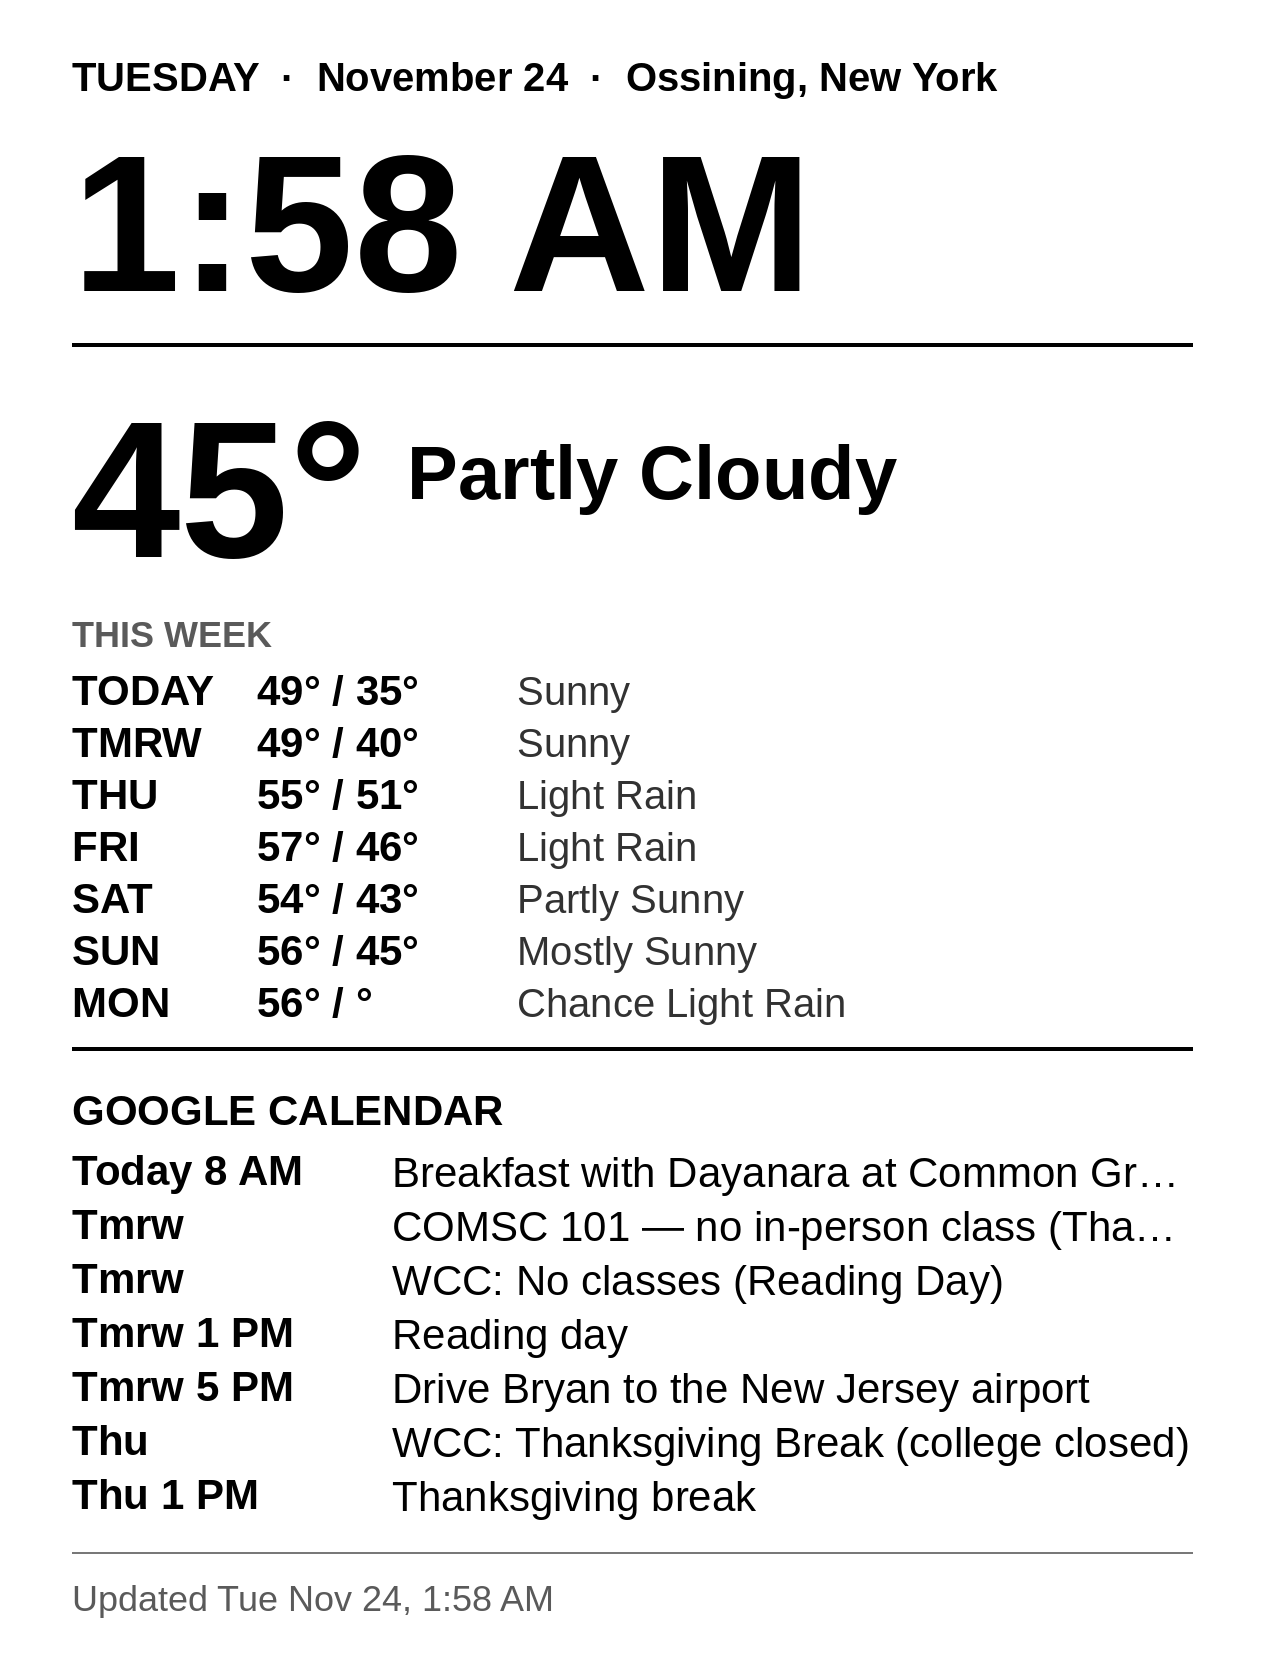 TUESDAY · November 24 · Ossining, New York
1:58 AM
45° Partly Cloudy
THIS WEEK
TODAY 49° / 35° Sunny
TMRW 49° / 40° Sunny
THU 55° / 51° Light Rain
FRI 57° / 46° Light Rain
SAT 54° / 43° Partly Sunny
SUN 56° / 45° Mostly Sunny
MON 56° / ° Chance Light Rain
GOOGLE CALENDAR
Today 8 AM Breakfast with Dayanara at Common Gr…
Tmrw COMSC 101 — no in-person class (Tha…
Tmrw WCC: No classes (Reading Day)
Tmrw 1 PM Reading day
Tmrw 5 PM Drive Bryan to the New Jersey airport
Thu WCC: Thanksgiving Break (college closed)
Thu 1 PM Thanksgiving break
Updated Tue Nov 24, 1:58 AM